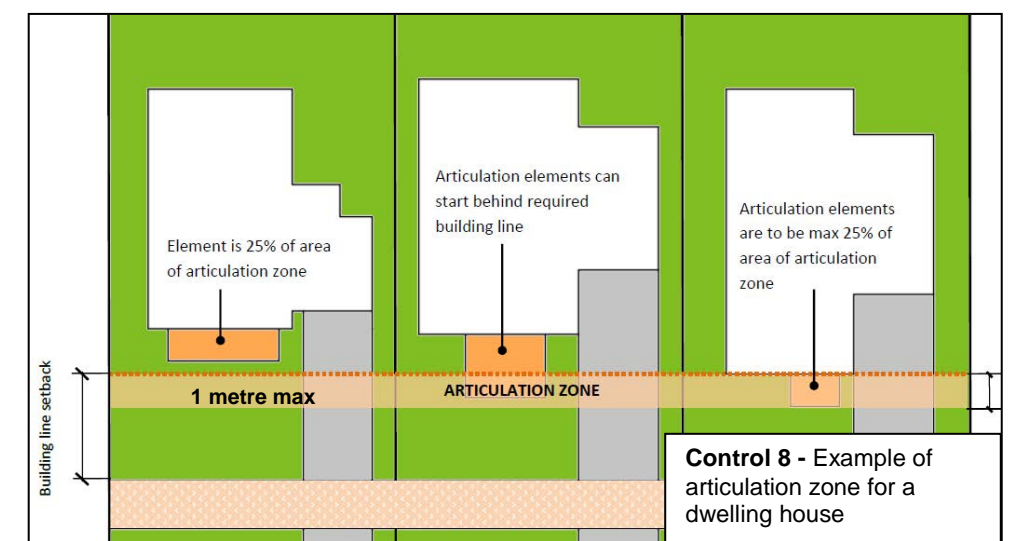 Element is 25% of area
of articulation zone
Articulation elements can
start behind required
building line
Articulation elements
are to be max 25% of
area of articulation
zone
Building line setback
1 metre max
ARTICULATION ZONE
Control 8 - Example of
articulation zone for a
dwelling house